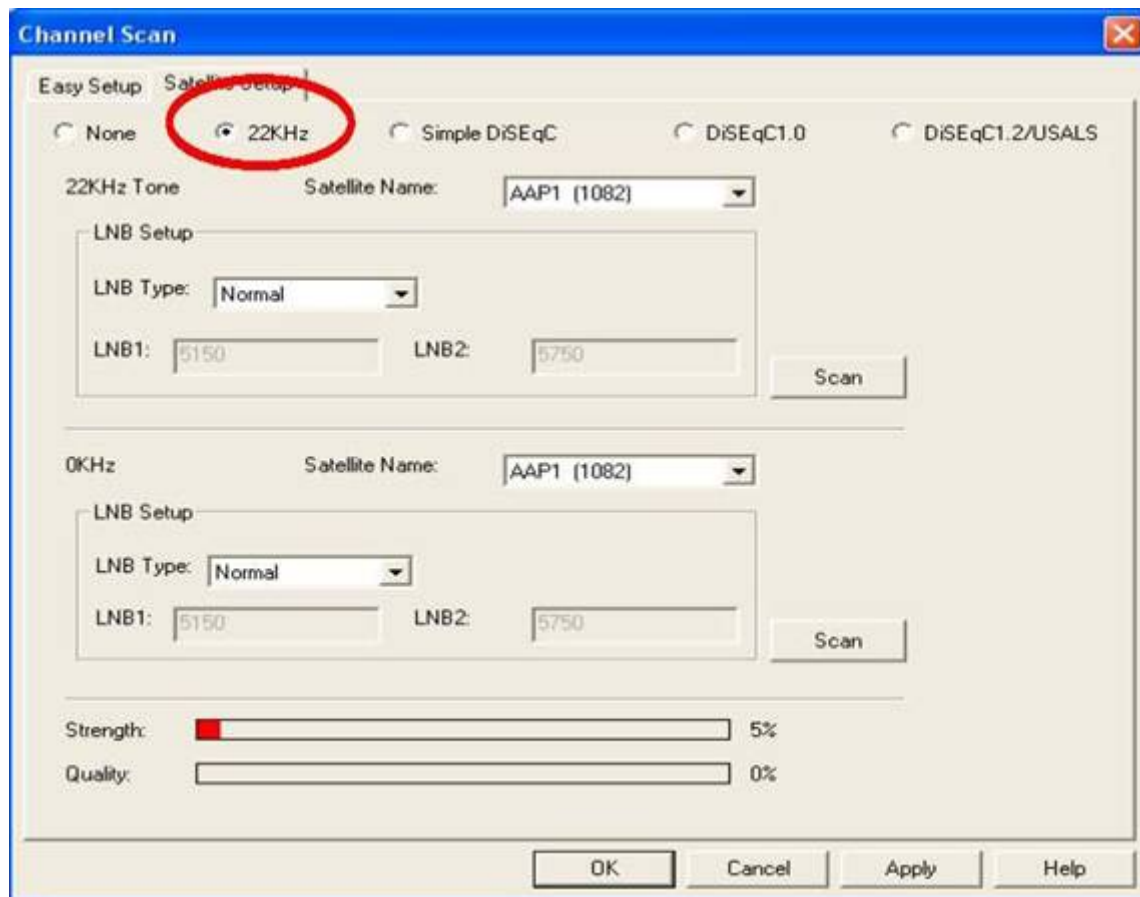 Channel Scan
Easy Setup Satellite Setup
None 22KHz Simple DiSEqC DiSEqC1.0 DiSEqC1.2/USALS
22KHz Tone Satellite Name: AAP1 (1082)
LNB Setup
LNB Type: Normal
LNB1: 5150 LNB2: 5750
Scan
0KHz Satellite Name: AAP1 (1082)
LNB Setup
LNB Type: Normal
LNB1: 5150 LNB2: 5750
Scan
Strength: 5%
Quality: 0%
OK Cancel Apply Help